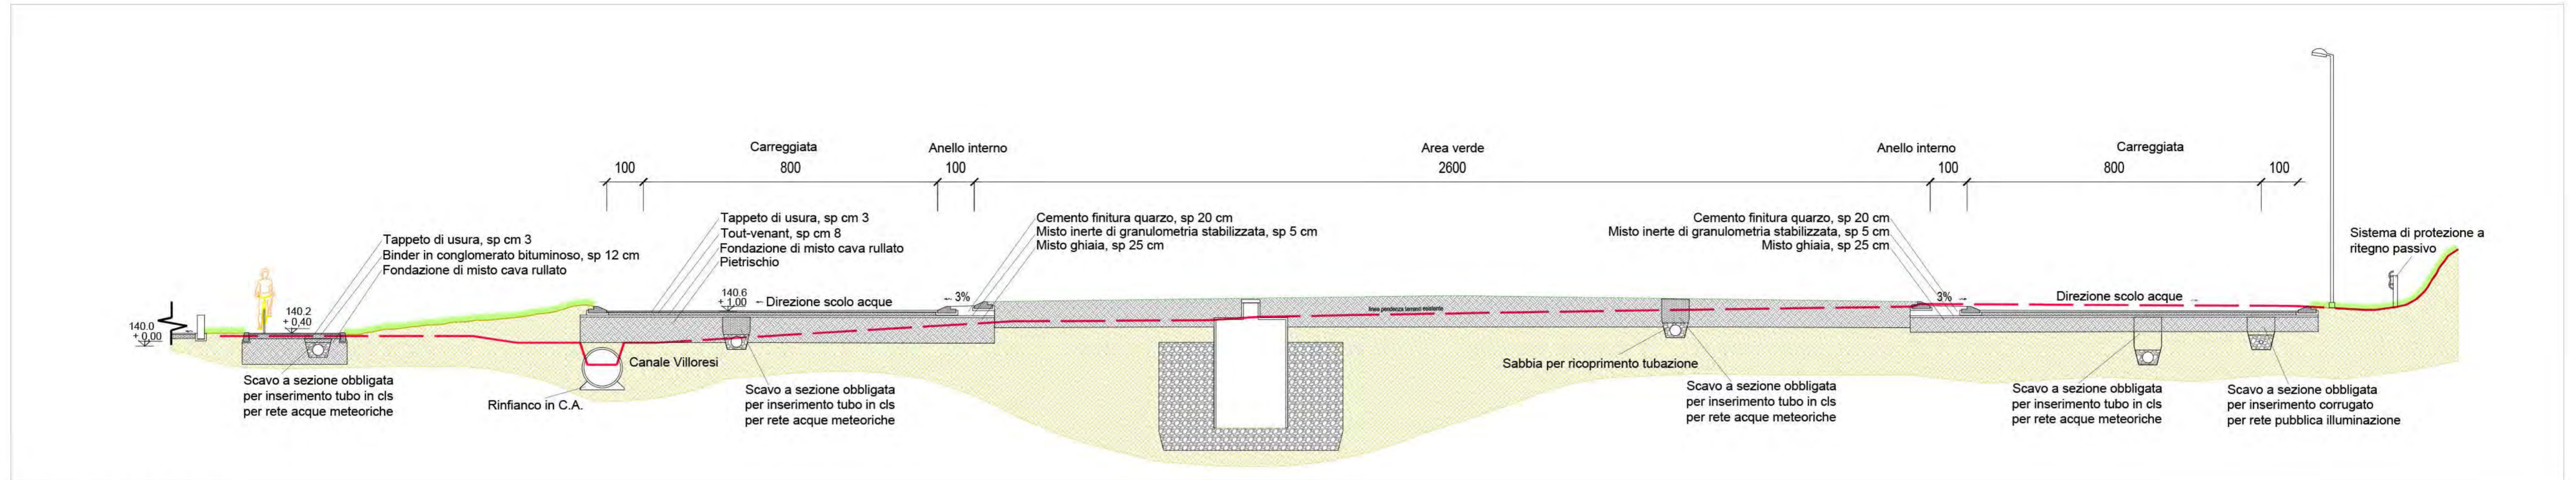 Carreggiata
Anello interno
Area verde
Anello interno
Carreggiata
100
800
100
2600
100
800
100
Tappeto di usura, sp cm 3
Binder in conglomerato bituminoso, sp 12 cm
Fondazione di misto cava rullato
Tappeto di usura, sp cm 3
Tout-venant, sp cm 8
Fondazione di misto cava rullato
Pietrischio
Cemento finitura quarzo, sp 20 cm
Misto inerte di granulometria stabilizzata, sp 5 cm
Misto ghiaia, sp 25 cm
Cemento finitura quarzo, sp 20 cm
Misto inerte di granulometria stabilizzata, sp 5 cm
Misto ghiaia, sp 25 cm
Sistema di protezione a
ritegno passivo
140.0
+ 0,00
140.2
+ 0,40
140.6
+ 1,00
←Direzione scolo acque
← 3%
linea pendenza terreno esistente
3% →
Direzione scolo acque →
Canale Villoresi
Rinfianco in C.A.
Sabbia per ricoprimento tubazione
Scavo a sezione obbligata
per inserimento tubo in cls
per rete acque meteoriche
Scavo a sezione obbligata
per inserimento tubo in cls
per rete acque meteoriche
Scavo a sezione obbligata
per inserimento tubo in cls
per rete acque meteoriche
Scavo a sezione obbligata
per inserimento tubo in cls
per rete acque meteoriche
Scavo a sezione obbligata
per inserimento corrugato
per rete pubblica illuminazione